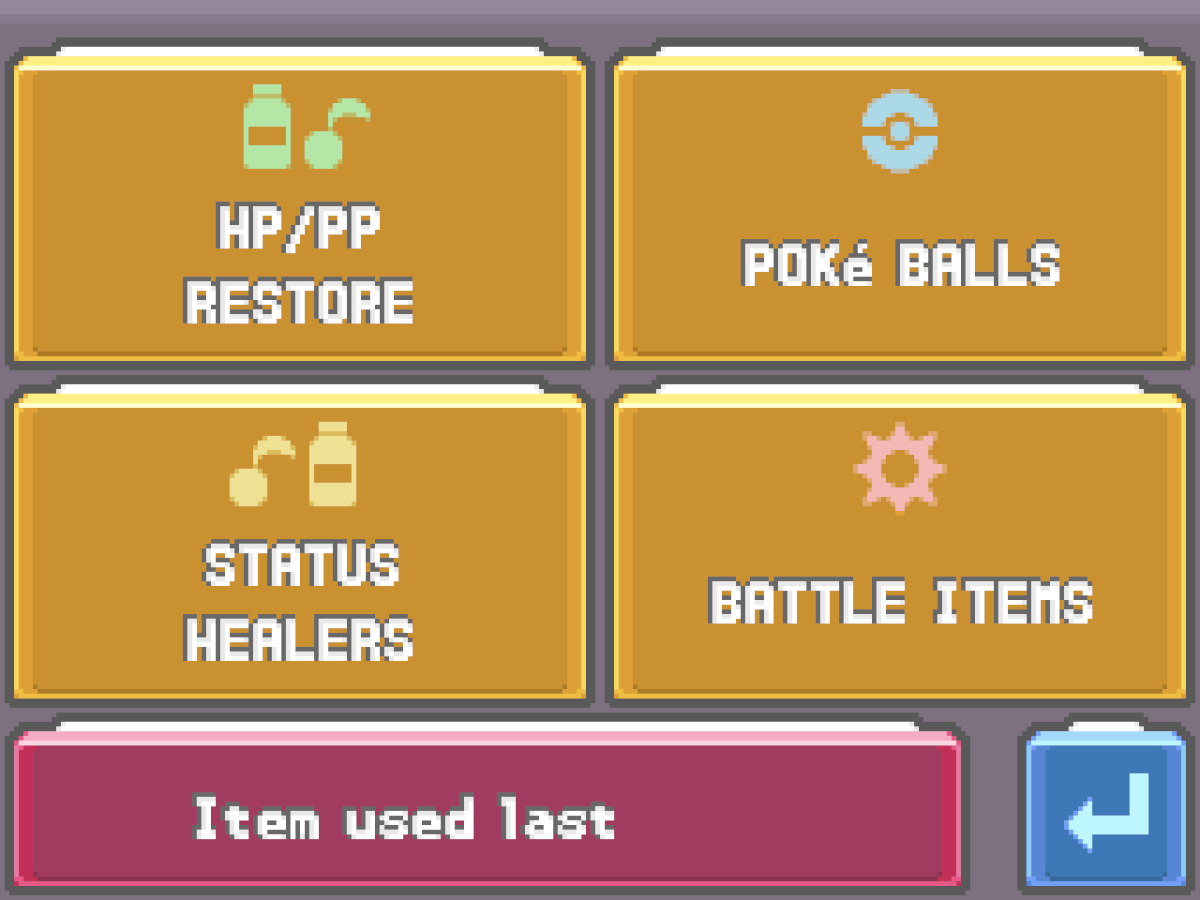 HP/PP
RESTORE
POKé BALLS
STATUS
HEALERS
BATTLE ITEMS
Item used last